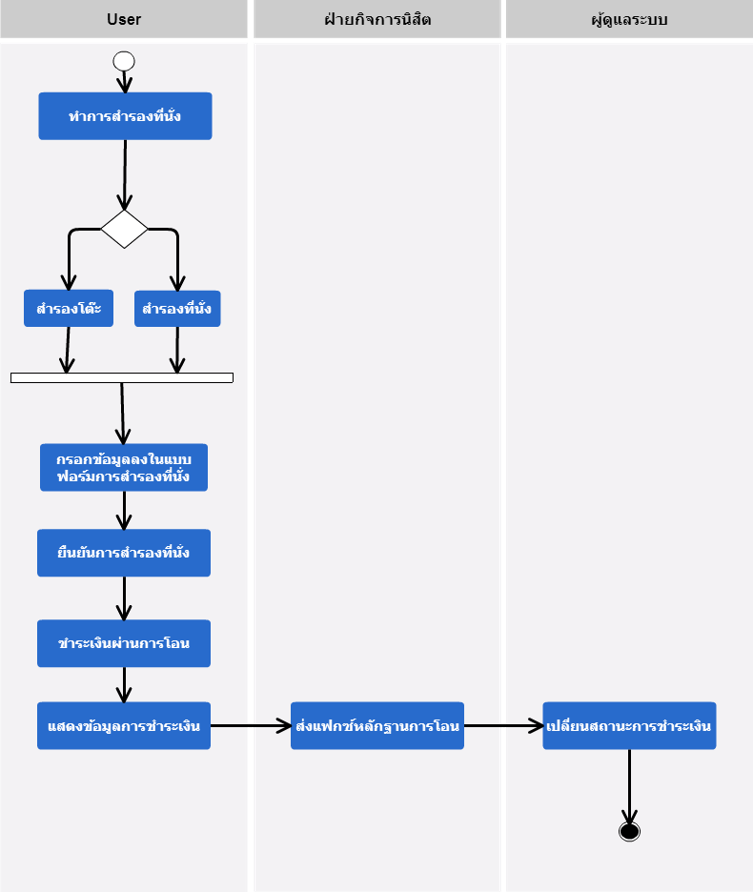 User
ฝ่ายกิจการนิสิต
ผู้ดูแลระบบ
ทำการสำรองที่นั่ง
สำรองโต๊ะ
สำรองที่นั่ง
กรอกข้อมูลลงในแบบ
ฟอร์มการสำรองที่นั่ง
ยืนยันการสำรองที่นั่ง
ชำระเงินผ่านการโอน
แสดงข้อมูลการชำระเงิน
ส่งแฟกซ์หลักฐานการโอน
เปลี่ยนสถานะการชำระเงิน